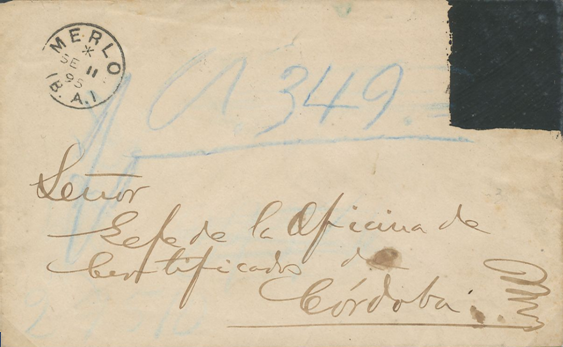 MERLO
SE 11
95
(B.A.)
N 349
Señor
Gefe de la Oficina de
Certificados de
Córdoba